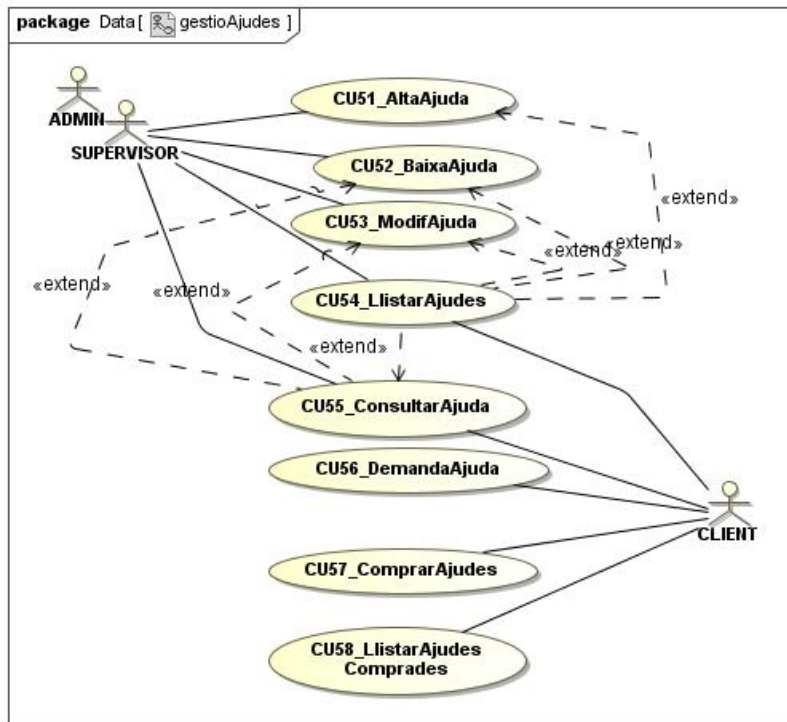 package Data [ gestioAjudes ]
ADMIN
SUPERVISOR
CU51_AltaAjuda
CU52_BaixaAjuda
CU53_ModifAjuda
CU54_LlistarAjudes
CU55_ConsultarAjuda
CU56_DemandaAjuda
CU57_ComprarAjudes
CU58_LlistarAjudes
Comprades
CLIENT
«extend»
«extend»
«extend»
«extend»
«extend»
«extend»